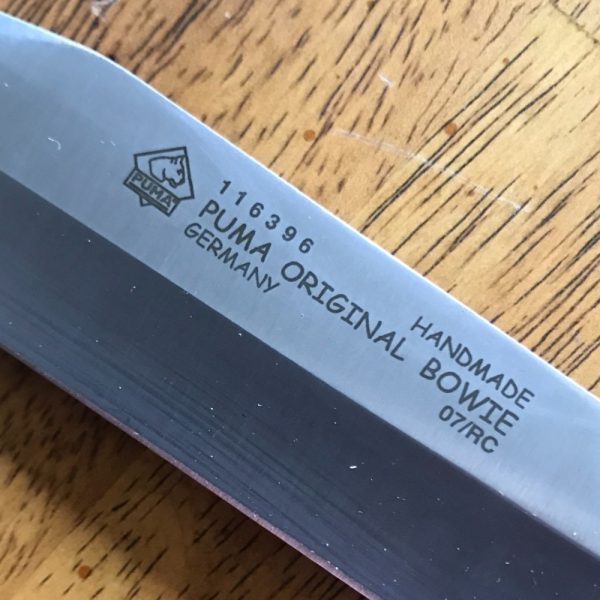 PUMA
116396
HANDMADE
PUMA ORIGINAL BOWIE
GERMANY
07/RC